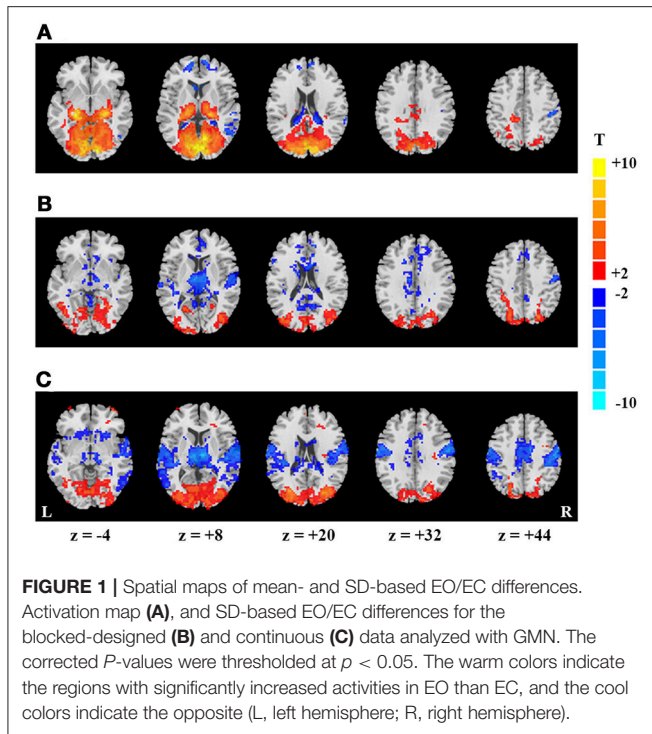 A
T
+10
+2
-2
-10
B
C
L
R
z = -4 z = +8 z = +20 z = +32 z = +44
FIGURE 1 | Spatial maps of mean- and SD-based EO/EC differences.
Activation map (A), and SD-based EO/EC differences for the
blocked-designed (B) and continuous (C) data analyzed with GMN. The
corrected P-values were thresholded at p < 0.05. The warm colors indicate
the regions with significantly increased activities in EO than EC, and the cool
colors indicate the opposite (L, left hemisphere; R, right hemisphere).